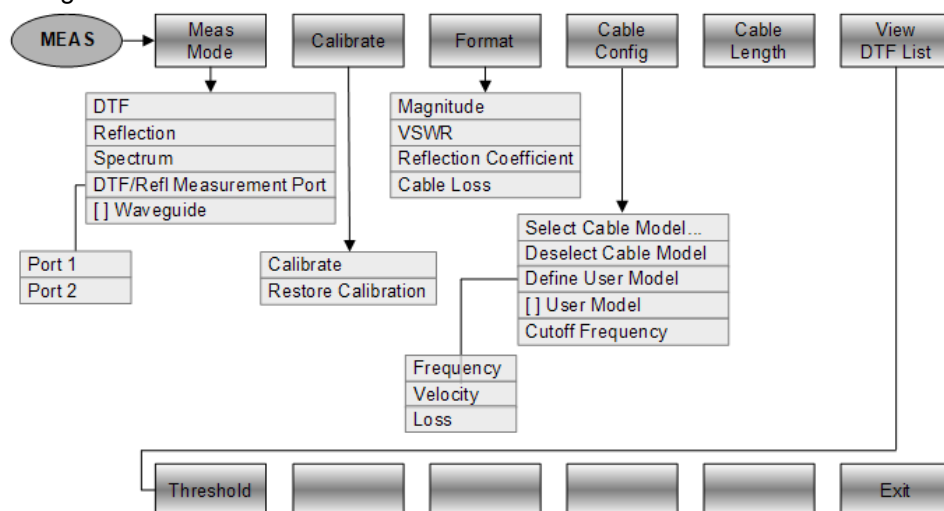 MEAS
Meas
Mode
Calibrate
Format
Cable
Config
Cable
Length
View
DTF List
DTF
Reflection
Spectrum
DTF/Refl Measurement Port
[ ] Waveguide
Port 1
Port 2
Calibrate
Restore Calibration
Magnitude
VSWR
Reflection Coefficient
Cable Loss
Select Cable Model...
Deselect Cable Model
Define User Model
[ ] User Model
Cutoff Frequency
Frequency
Velocity
Loss
Threshold
Exit